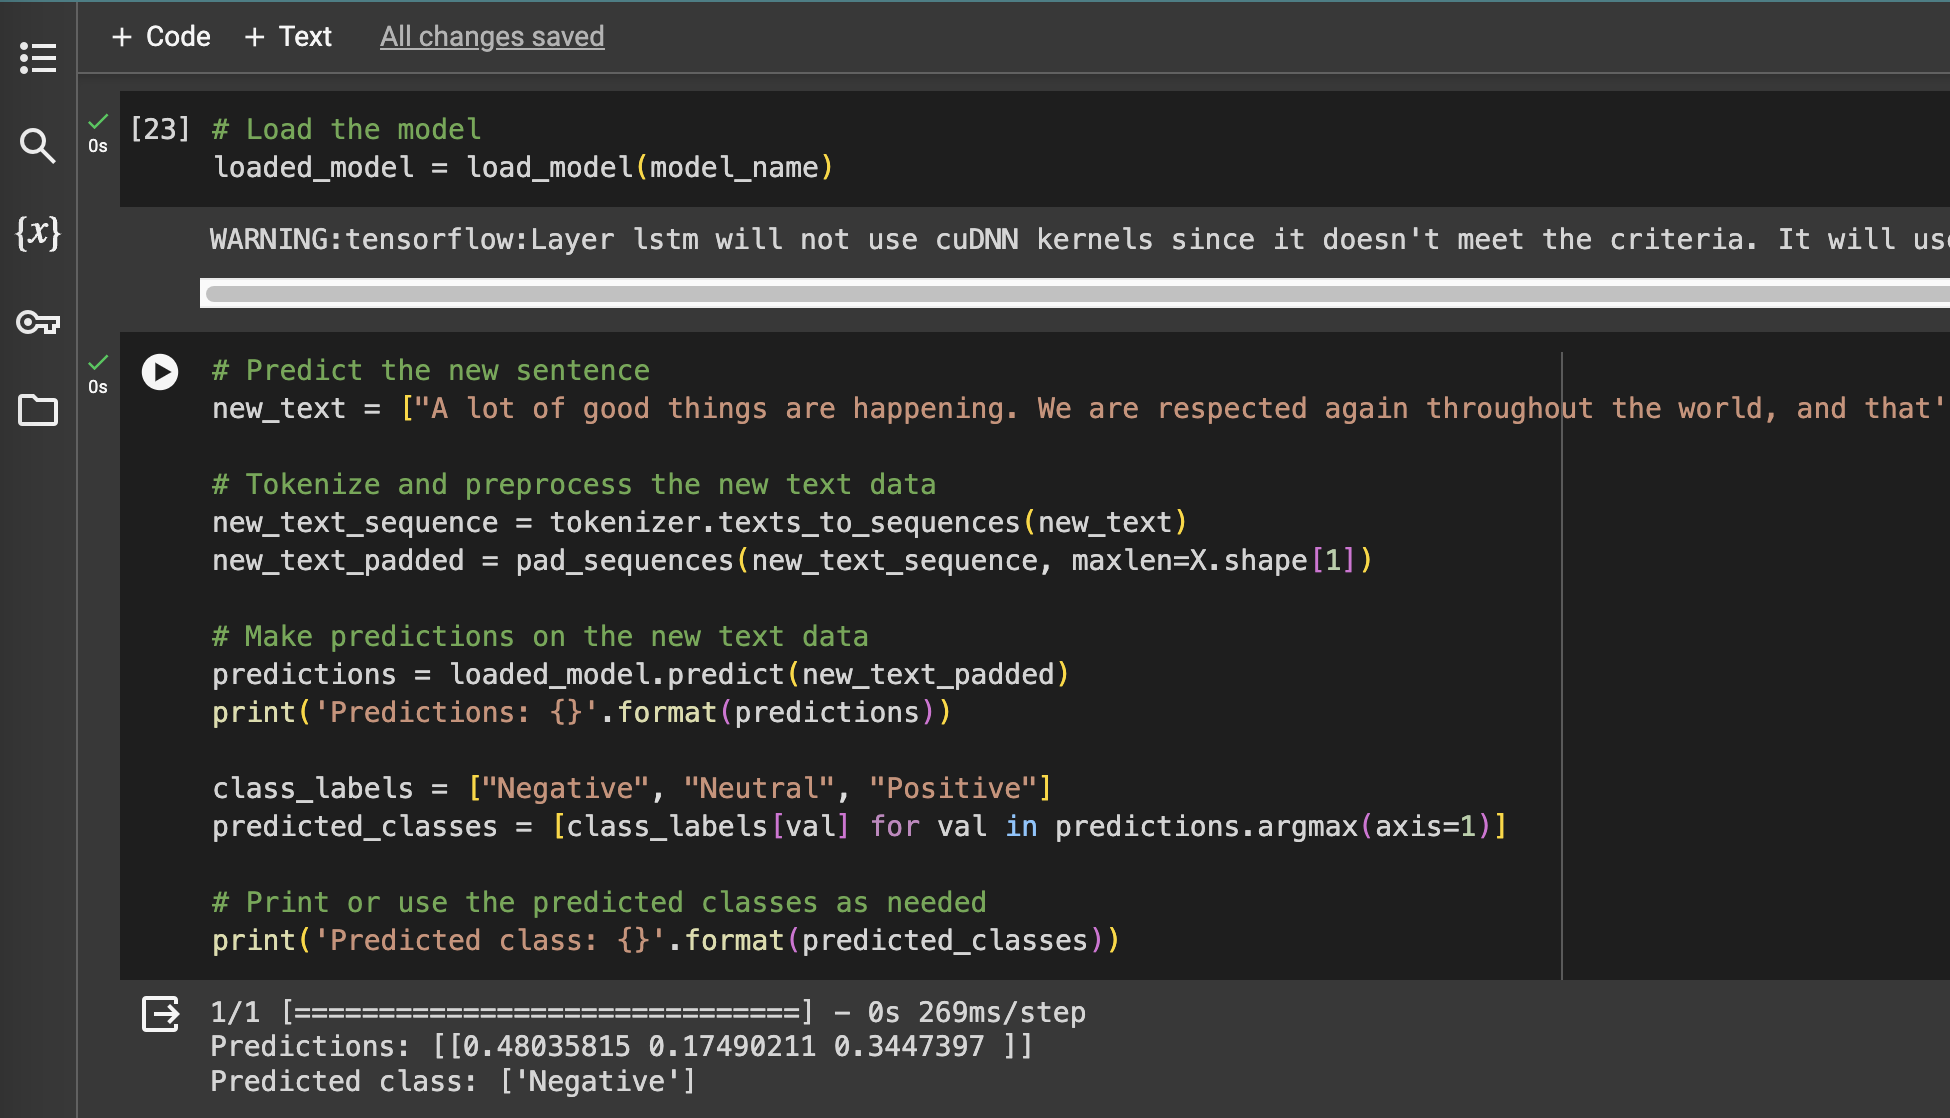 + Code + Text All changes saved
{x}
0s
[23] # Load the model
loaded_model = load_model(model_name)
WARNING:tensorflow:Layer lstm will not use cuDNN kernels since it doesn't meet the criteria. It will
0s
# Predict the new sentence
new_text = ["A lot of good things are happening. We are respected again throughout the world, and that'
# Tokenize and preprocess the new text data
new_text_sequence = tokenizer.texts_to_sequences(new_text)
new_text_padded = pad_sequences(new_text_sequence, maxlen=X.shape[1])
# Make predictions on the new text data
predictions = loaded_model.predict(new_text_padded)
print('Predictions: {}'.format(predictions))
class_labels = ["Negative", "Neutral", "Positive"]
predicted_classes = [class_labels[val] for val in predictions.argmax(axis=1)]
# Print or use the predicted classes as needed
print('Predicted class: {}'.format(predicted_classes))
1/1 [==============================] - 0s 269ms/step
Predictions: [[0.48035815 0.17490211 0.3447397 ]]
Predicted class: ['Negative']